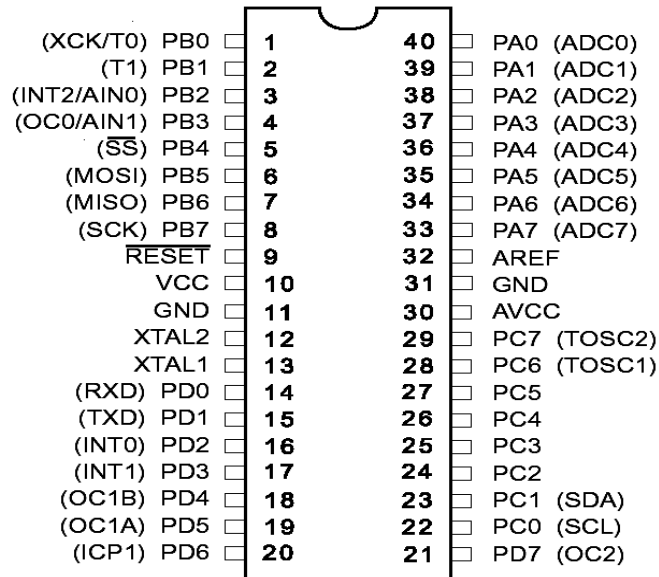 (XCK/T0) PB0 1 40 PA0 (ADC0)
(T1) PB1 2 39 PA1 (ADC1)
(INT2/AIN0) PB2 3 38 PA2 (ADC2)
(OC0/AIN1) PB3 4 37 PA3 (ADC3)
(SS) PB4 5 36 PA4 (ADC4)
(MOSI) PB5 6 35 PA5 (ADC5)
(MISO) PB6 7 34 PA6 (ADC6)
(SCK) PB7 8 33 PA7 (ADC7)
RESET 9 32 AREF
VCC 10 31 GND
GND 11 30 AVCC
XTAL2 12 29 PC7 (TOSC2)
XTAL1 13 28 PC6 (TOSC1)
(RXD) PD0 14 27 PC5
(TXD) PD1 15 26 PC4
(INT0) PD2 16 25 PC3
(INT1) PD3 17 24 PC2
(OC1B) PD4 18 23 PC1 (SDA)
(OC1A) PD5 19 22 PC0 (SCL)
(ICP1) PD6 20 21 PD7 (OC2)